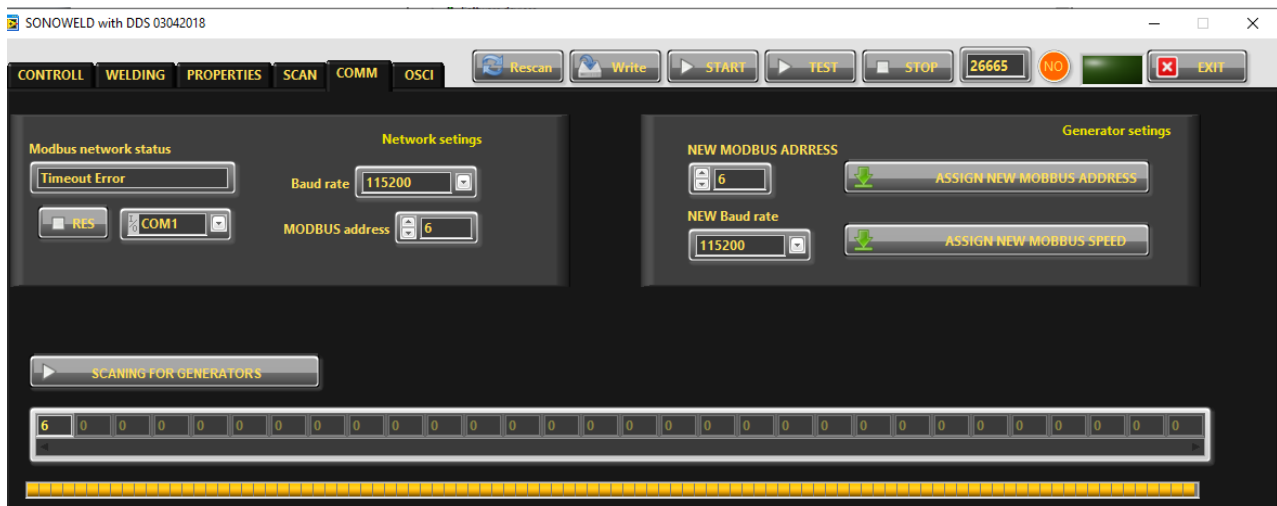 SONOWELD with DDS 03042018
CONTROLL WELDING PROPERTIES SCAN COMM OSCI Rescan Write START TEST STOP 26665 NO EXIT
Network setings
Modbus network status
Timeout Error
Baud rate 115200
RES COM1
MODBUS address 6
Generator setings
NEW MODBUS ADRRESS
6 ASSIGN NEW MOBBUS ADDRESS
NEW Baud rate
115200 ASSIGN NEW MOBBUS SPEED
SCANING FOR GENERATORS
6 0 0 0 0 0 0 0 0 0 0 0 0 0 0 0 0 0 0 0 0 0 0 0 0 0 0 0 0 0